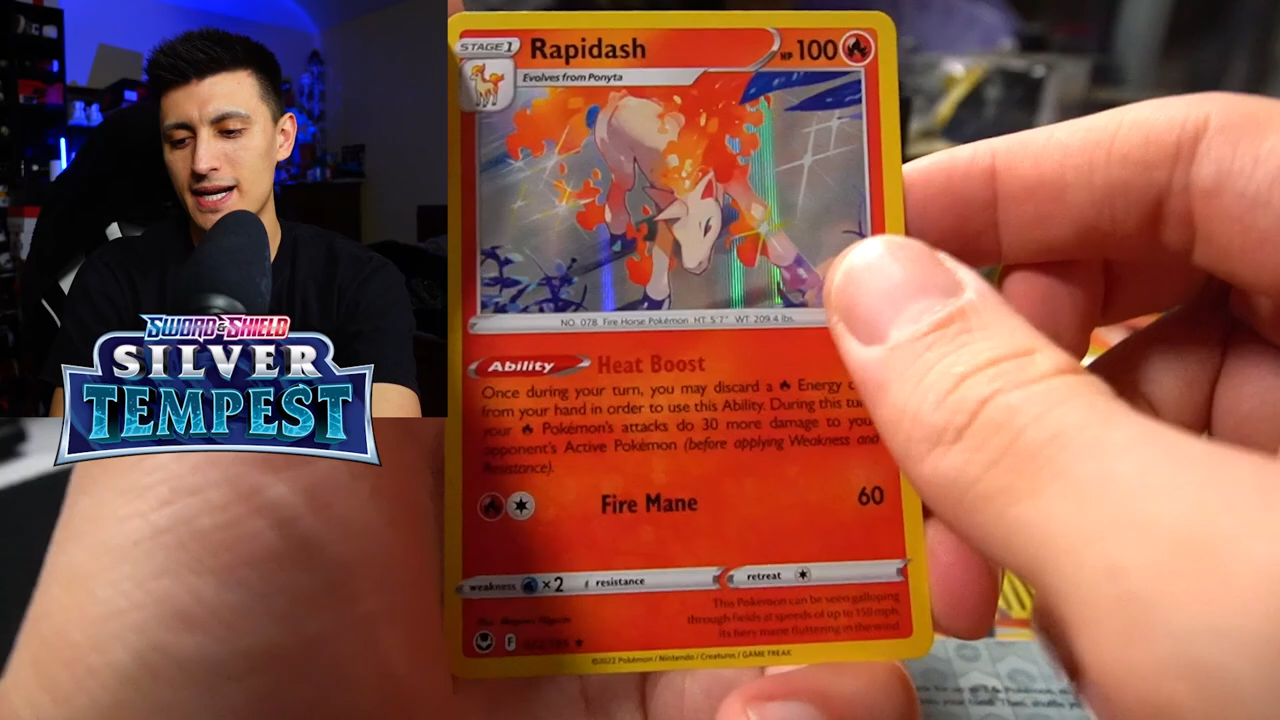 STAGE 1 Rapidash HP 100
Evolves from Ponyta
NO. 078 Fire Horse Pokémon HT: 5'7" WT: 209.4 lbs.
Ability Heat Boost
Once during your turn, you may discard a Energy
from your hand in order to use this Ability. During this
your Pokémon's attacks do 30 more damage to
opponent's Active Pokémon (before applying Weakness and
Resistance).
Fire Mane 60
weakness ×2 resistance retreat
This Pokémon can be seen galloping
through fields at speeds of up to 150 mph,
its fiery mane fluttering in the wind.
F
©2022 Pokémon / Nintendo / Creatures / GAME FREAK
SWORD & SHIELD
SILVER
TEMPEST